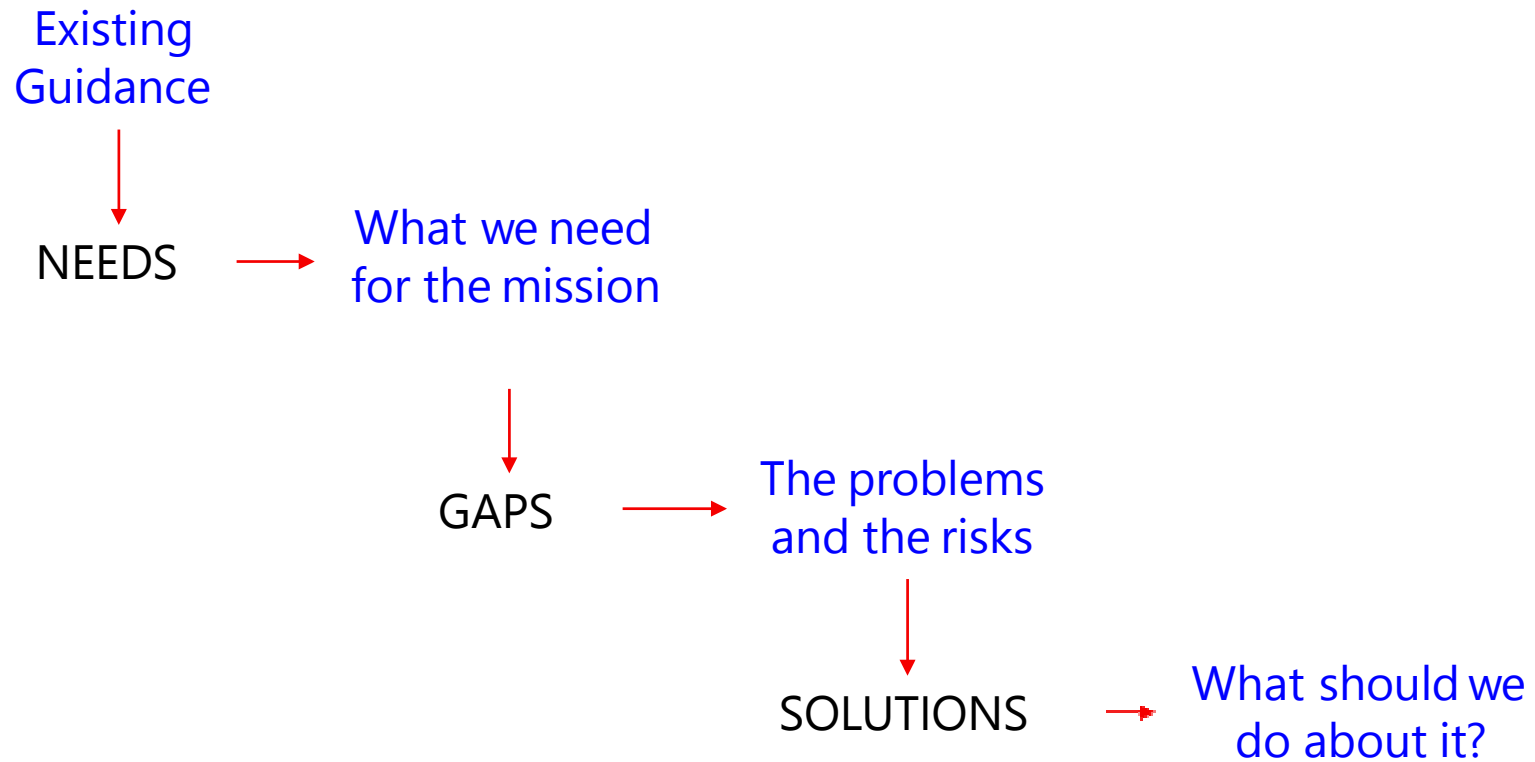 Existing
Guidance
NEEDS
What we need
for the mission
GAPS
The problems
and the risks
SOLUTIONS
What should we
do about it?